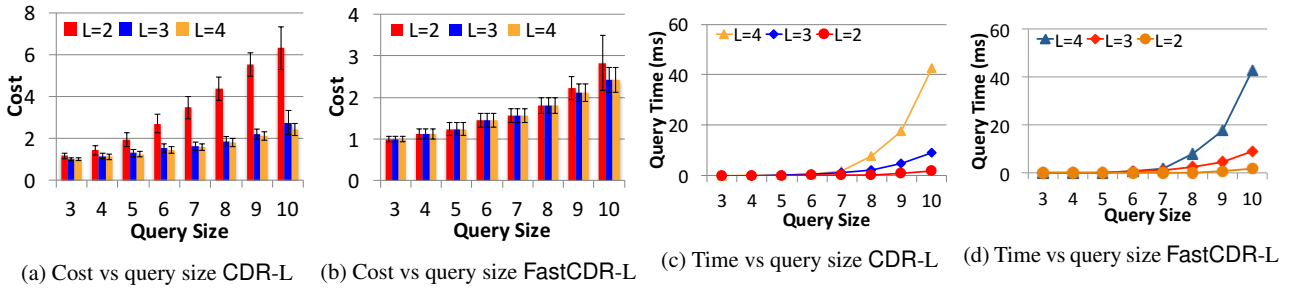 8
6
4
2
0
Cost
L=2 L=3 L=4
3 4 5 6 7 8 9 10
Query Size
(a) Cost vs query size CDR-L
4
3
2
1
0
Cost
L=2 L=3 L=4
3 4 5 6 7 8 9 10
Query Size
(b) Cost vs query size FastCDR-L
60
40
20
0
Query Time (ms)
L=4 L=3 L=2
3 4 5 6 7 8 9 10
Query Size
(c) Time vs query size CDR-L
60
40
20
0
Query Time (ms)
L=4 L=3 L=2
3 4 5 6 7 8 9 10
Query Size
(d) Time vs query size FastCDR-L